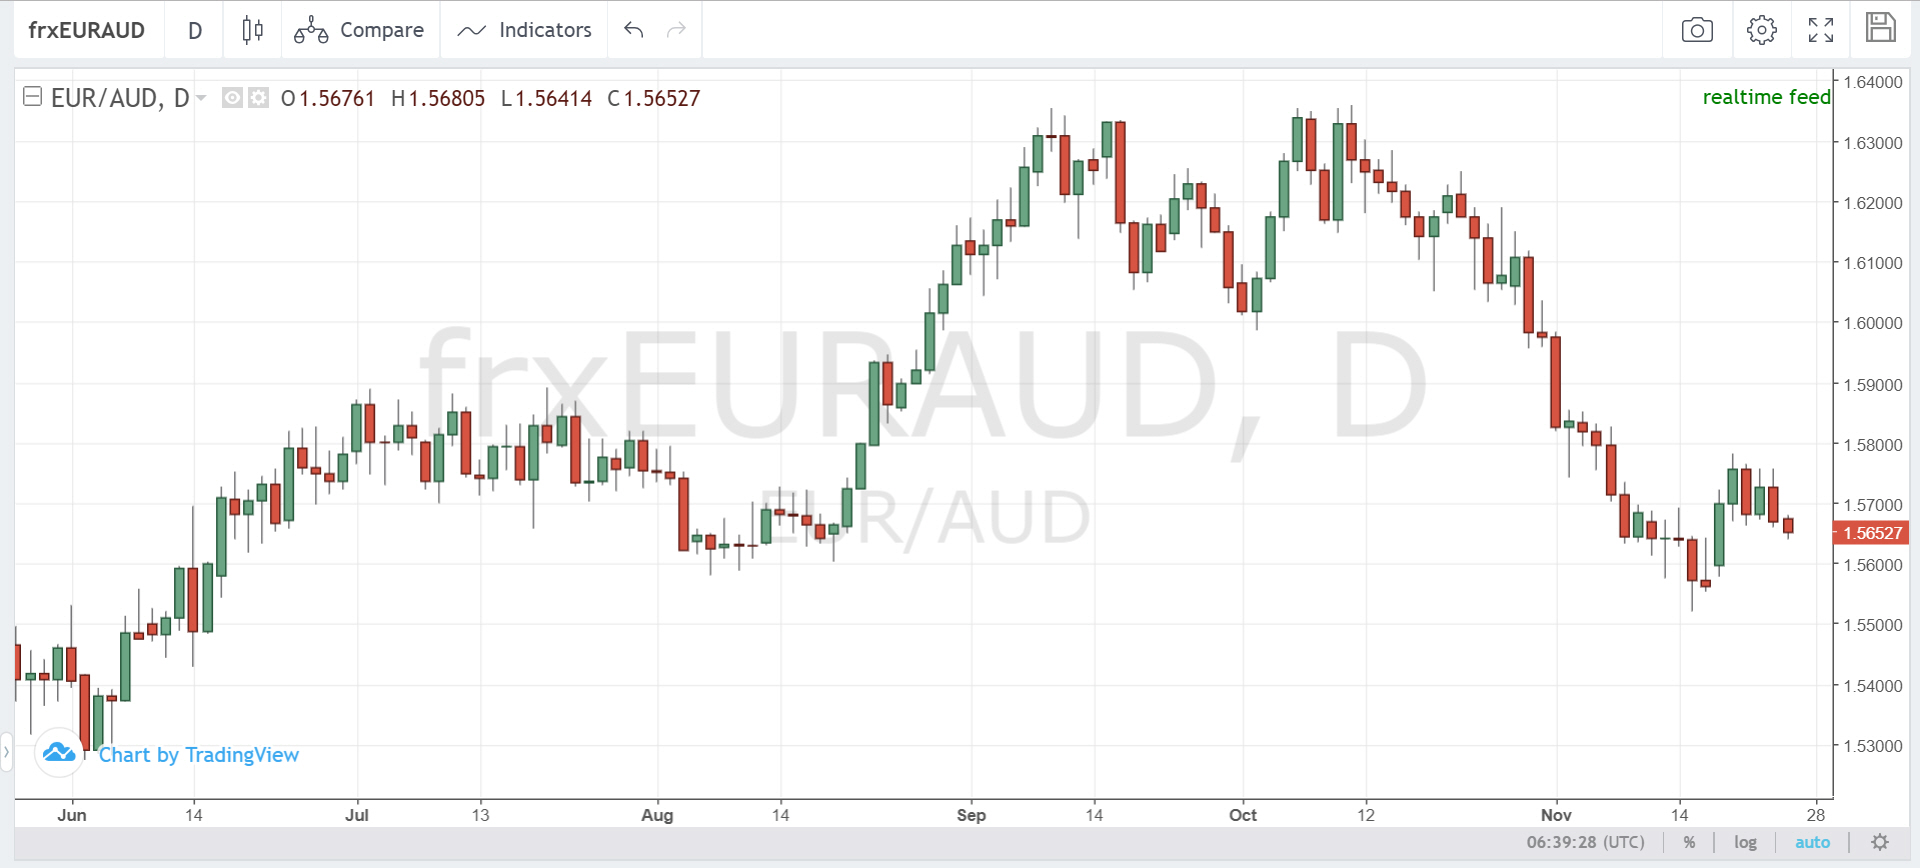 frxEURAUD D Compare Indicators
EUR/AUD, D O1.56761 H1.56805 L1.56414 C1.56527
realtime feed
1.64000
1.63000
1.62000
1.61000
1.60000
1.59000
1.58000
1.57000
1.56527
1.56000
1.55000
1.54000
1.53000
frxEURAUD, D
EUR/AUD
Chart by TradingView
Jun 14 Jul 13 Aug 14 Sep 14 Oct 12 Nov 14 28
06:39:28 (UTC) % log auto